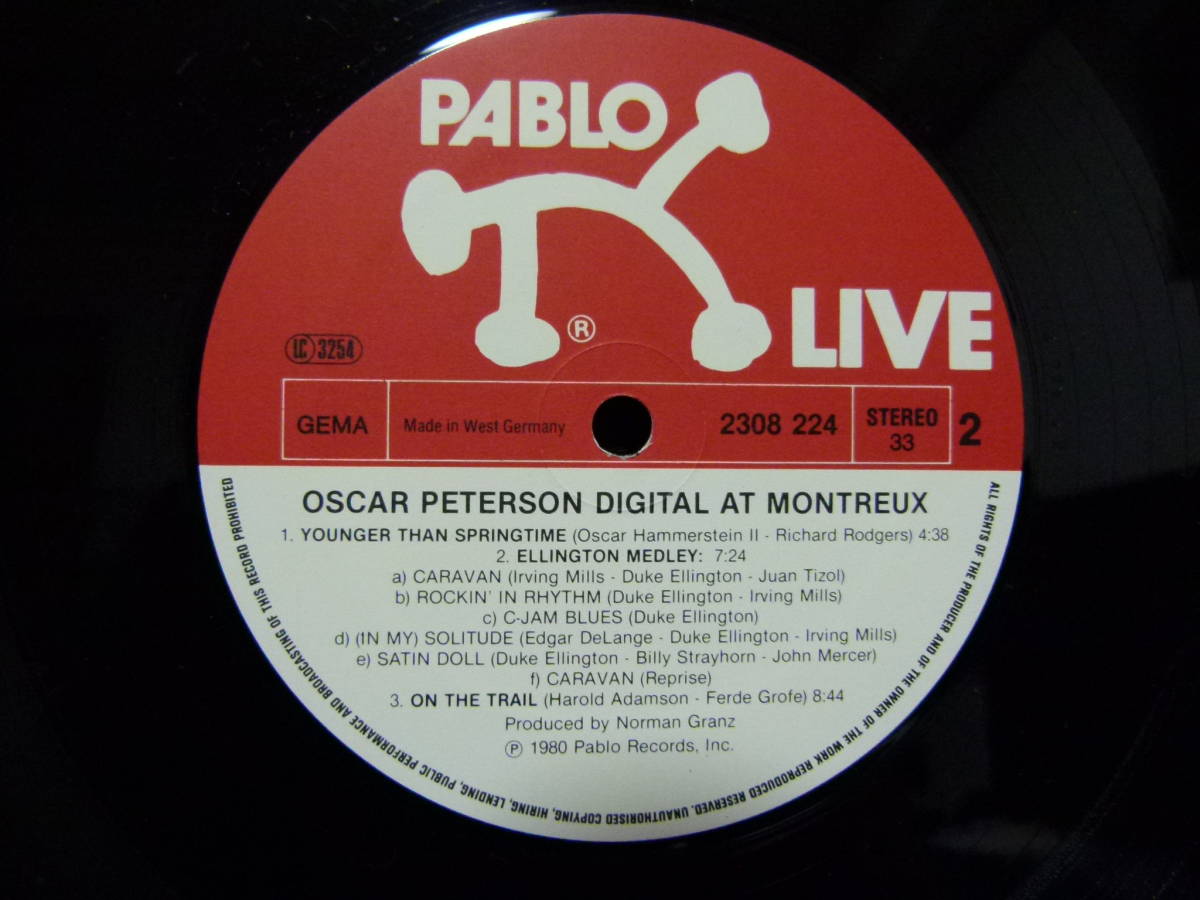 PABLO
LIVE
®
LC 3254
GEMA
Made in West Germany
2308 224
STEREO
33
2
OSCAR PETERSON DIGITAL AT MONTREUX
1. YOUNGER THAN SPRINGTIME (Oscar Hammerstein II - Richard Rodgers) 4:38
2. ELLINGTON MEDLEY: 7:24
a) CARAVAN (Irving Mills - Duke Ellington - Juan Tizol)
b) ROCKIN' IN RHYTHM (Duke Ellington - Irving Mills)
c) C-JAM BLUES (Duke Ellington)
d) (IN MY) SOLITUDE (Edgar DeLange - Duke Ellington - Irving Mills)
e) SATIN DOLL (Duke Ellington - Billy Strayhorn - John Mercer)
f) CARAVAN (Reprise)
3. ON THE TRAIL (Harold Adamson - Ferde Grofe) 8:44
Produced by Norman Granz
℗ 1980 Pablo Records, Inc.
ALL RIGHTS OF THE PRODUCER AND OF THE OWNER OF THE WORK REPRODUCED RESERVED. UNAUTHORISED COPYING, HIRING, LENDING, PUBLIC PERFORMANCE AND BROADCASTING OF THIS RECORD PROHIBITED